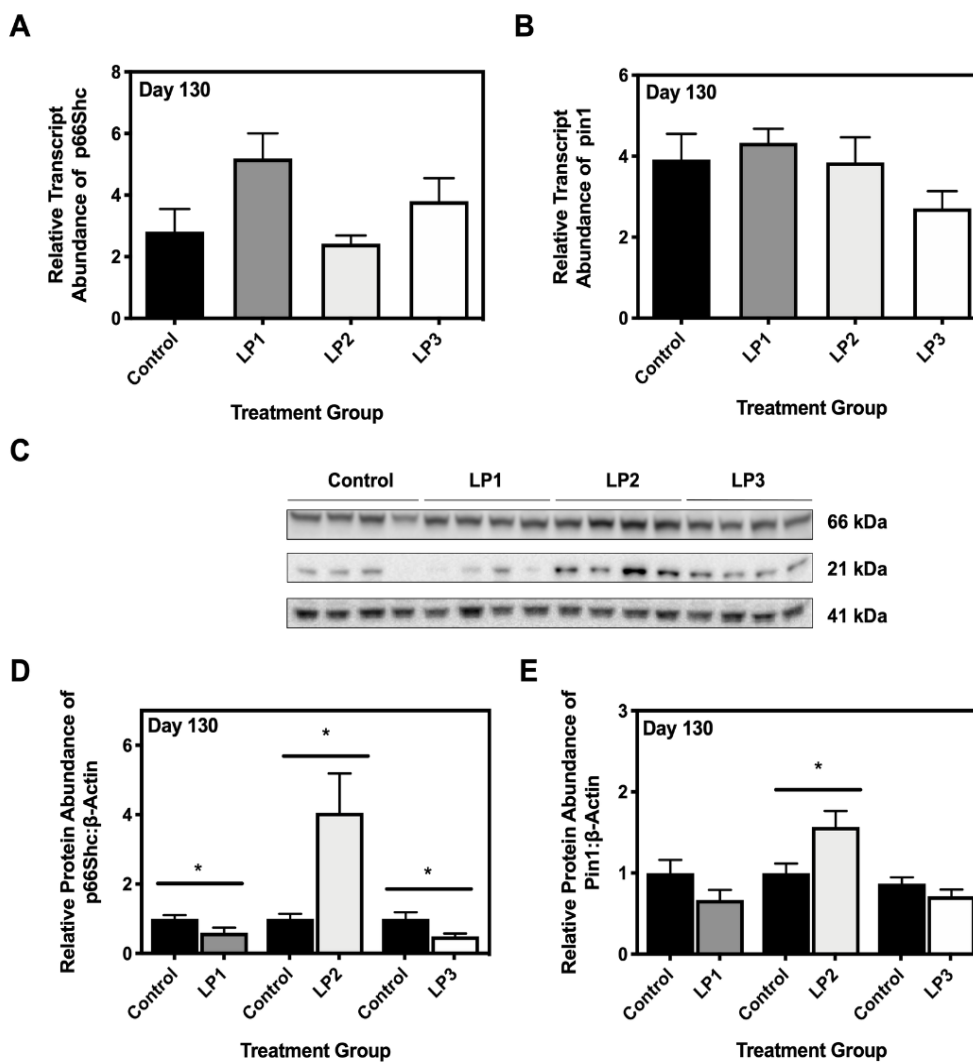 A
Relative Transcript
Abundance of p66Shc
8
6
4
2
0
Day 130
Control
LP1
LP2
LP3
Treatment Group
B
Relative Transcript
Abundance of pin1
6
4
2
0
Day 130
Control
LP1
LP2
LP3
Treatment Group
C
Control
LP1
LP2
LP3
66 kDa
21 kDa
41 kDa
D
Relative Protein Abundance of
p66Shc:β-Actin
6
4
2
0
Day 130
*
*
*
Control
LP1
Control
LP2
Control
LP3
Treatment Group
E
Relative Protein Abundance of
Pin1:β-Actin
3
2
1
0
Day 130
*
Control
LP1
Control
LP2
Control
LP3
Treatment Group